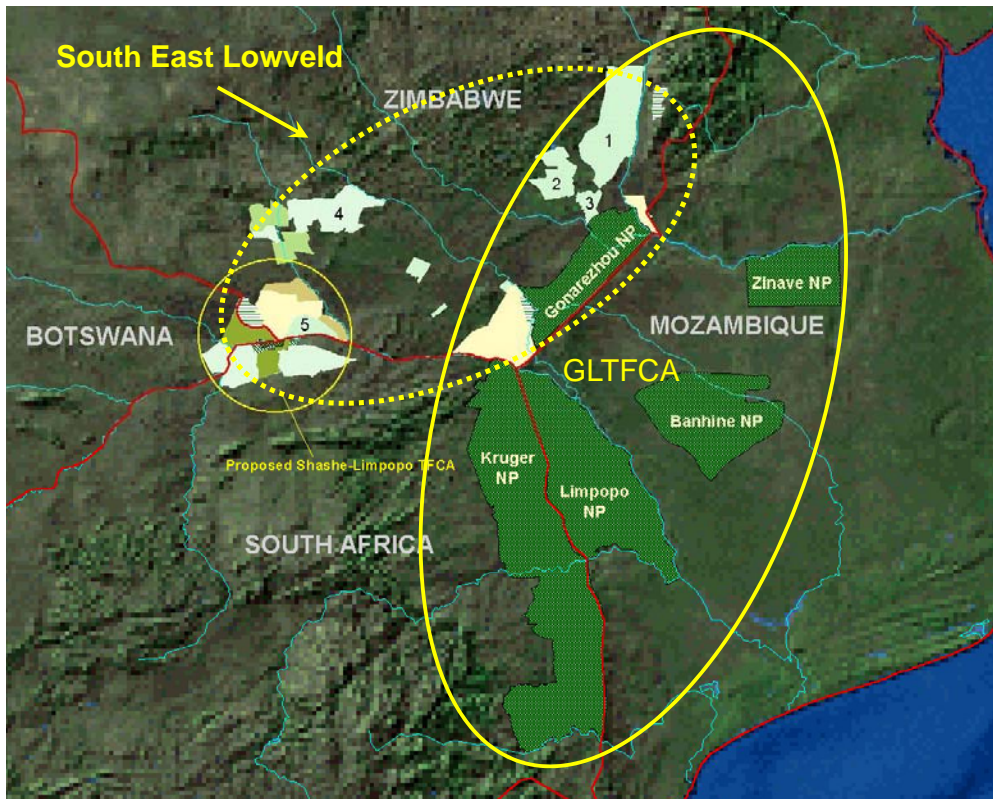 South East Lowveld
ZIMBABWE
1
2
3
4
Gonarezhou NP
Zinave NP
BOTSWANA
5
MOZAMBIQUE
GLTFCA
Banhine NP
Proposed Shashe-Limpopo TFCA
Kruger
NP
Limpopo
NP
SOUTH AFRICA